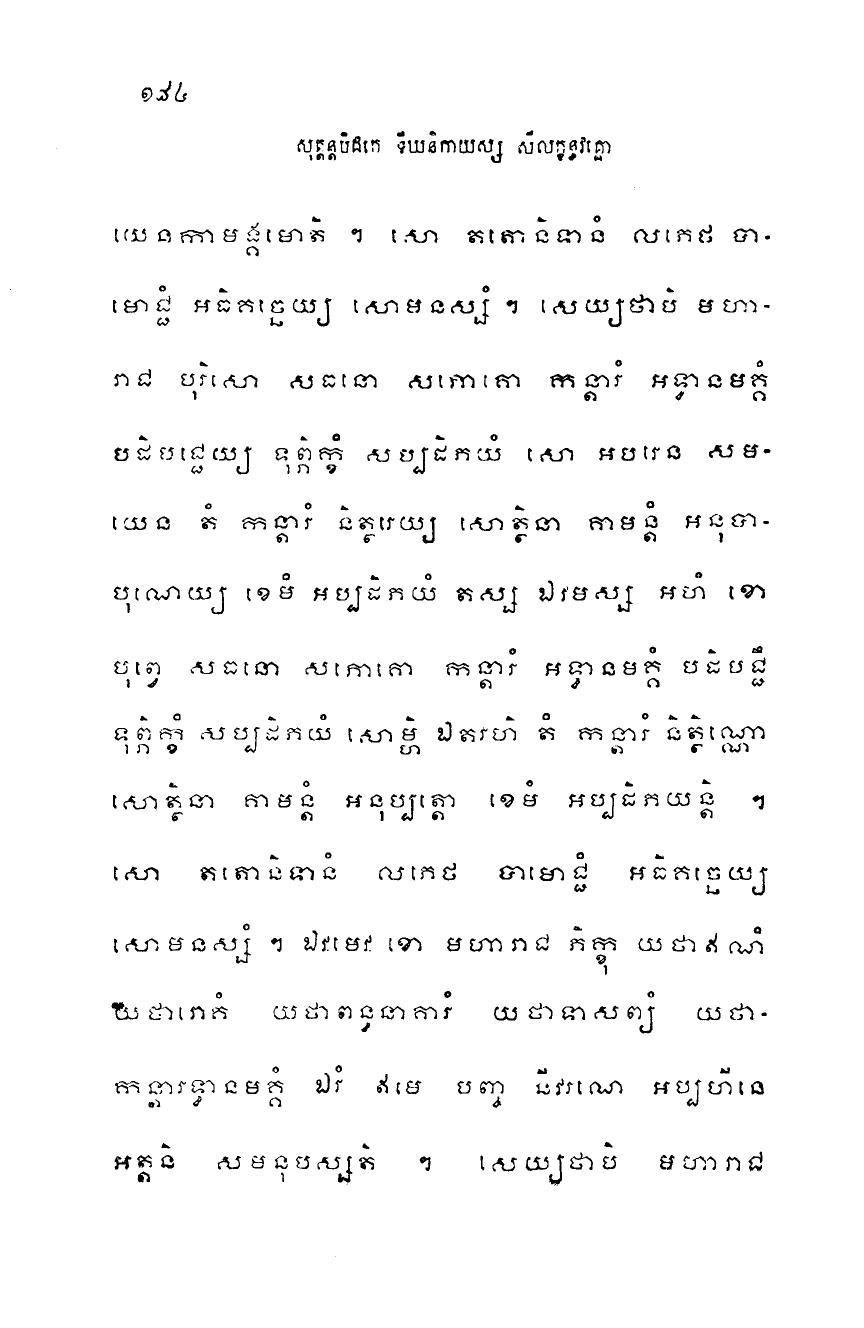 ១៩៤
សុត្តន្តបិដកេ ទីឃនិកាយស្ស សីលក្ខន្ធវគ្គោ
យេនកាមង្គមោតិ ។ សោ តតោនិទានំ លភេថ បា-
មោជ្ជំ អធិគច្ឆេយ្យ សោមនស្សំ ។ សេយ្យថាបិ មហា-
រាជ បុរិសោ សធនោ សភោគោ កន្តារំ អទ្ធានមគ្គំ
បដិបជ្ជេយ្យ ទុព្ភិក្ខំ សប្បដិភយំ សោ អបរេន សម-
យេន តំ កន្តារំ និត្ថរេយ្យ សោត្ថិនា គាមន្តំ អនុបា-
បុណេយ្យ ខេមំ អប្បដិភយំ តស្ស ឯវមស្ស អហំ ខោ
បុព្វេ សធនោ សភោគោ កន្តារំ អទ្ធានមគ្គំ បដិបជ្ជឹ
ទុព្ភិក្ខំ សប្បដិភយំ សោម្ហិ ឯតរហិ តំ កន្តារំ និត្ថិណ្ណោ
សោត្ថិនា គាមន្តំ អនុប្បត្តោ ខេមំ អប្បដិភយន្តិ ។
សោ តតោនិទានំ លភេថ បាមោជ្ជំ អធិគច្ឆេយ្យ
សោមនស្សំ ។ ឯវមេវ ខោ មហារាជ ភិក្ខុ យថាឥណំ
យថារោគំ យថាពន្ធនាគារំ យថាទាសព្យំ យថា-
កន្តារទ្ធានមគ្គំ ឯវំ ឥមេ បញ្ច នីវរណេ អប្បហីនេ
អត្តនិ សមនុបស្សតិ ។ សេយ្យថាបិ មហារាជ